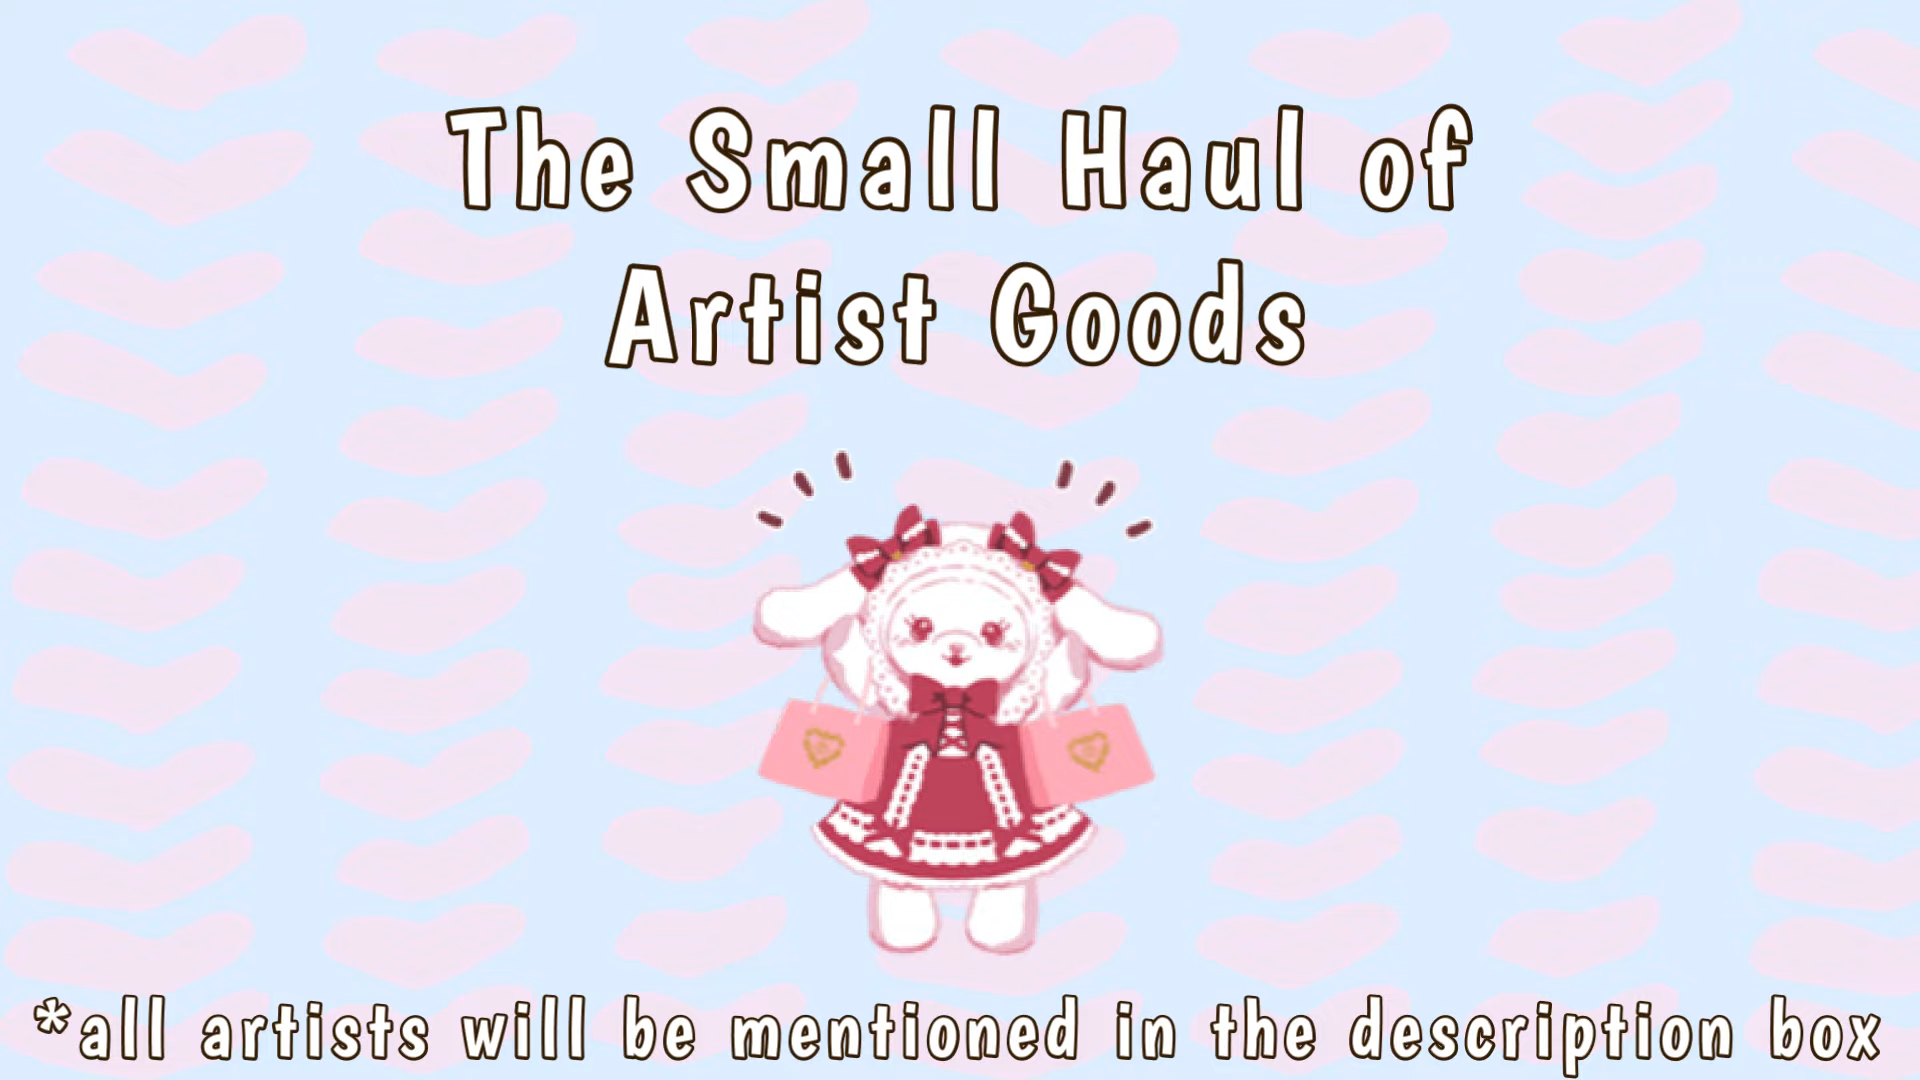 The Small Haul of
Artist Goods
*all artists will be mentioned in the description box